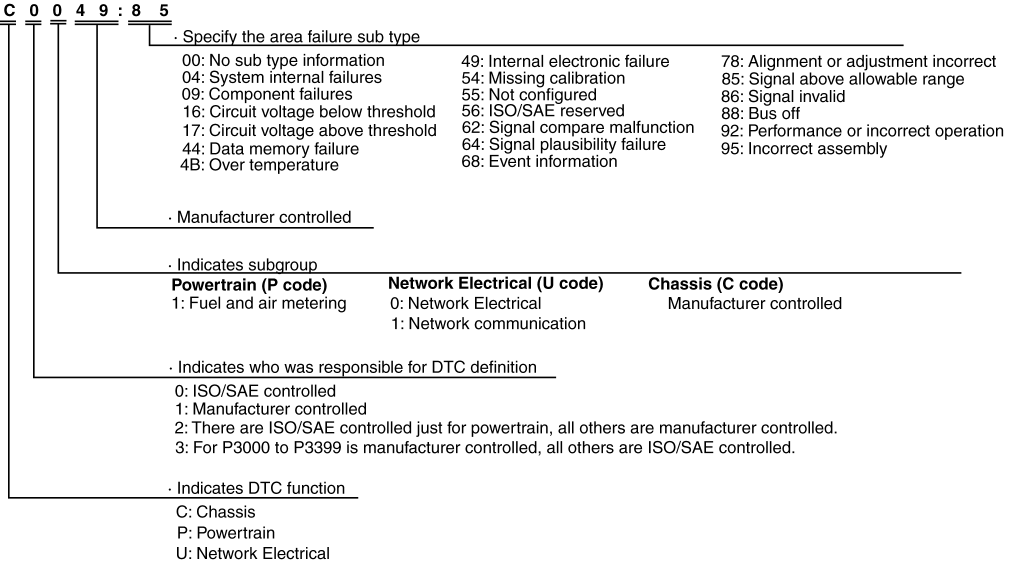 C 0 0 4 9 : 8 5
· Specify the area failure sub type
00: No sub type information
04: System internal failures
09: Component failures
16: Circuit voltage below threshold
17: Circuit voltage above threshold
44: Data memory failure
4B: Over temperature
49: Internal electronic failure
54: Missing calibration
55: Not configured
56: ISO/SAE reserved
62: Signal compare malfunction
64: Signal plausibility failure
68: Event information
78: Alignment or adjustment incorrect
85: Signal above allowable range
86: Signal invalid
88: Bus off
92: Performance or incorrect operation
95: Incorrect assembly
· Manufacturer controlled
· Indicates subgroup
Powertrain (P code)
1: Fuel and air metering
Network Electrical (U code)
0: Network Electrical
1: Network communication
Chassis (C code)
Manufacturer controlled
· Indicates who was responsible for DTC definition
0: ISO/SAE controlled
1: Manufacturer controlled
2: There are ISO/SAE controlled just for powertrain, all others are manufacturer controlled.
3: For P3000 to P3399 is manufacturer controlled, all others are ISO/SAE controlled.
· Indicates DTC function
C: Chassis
P: Powertrain
U: Network Electrical